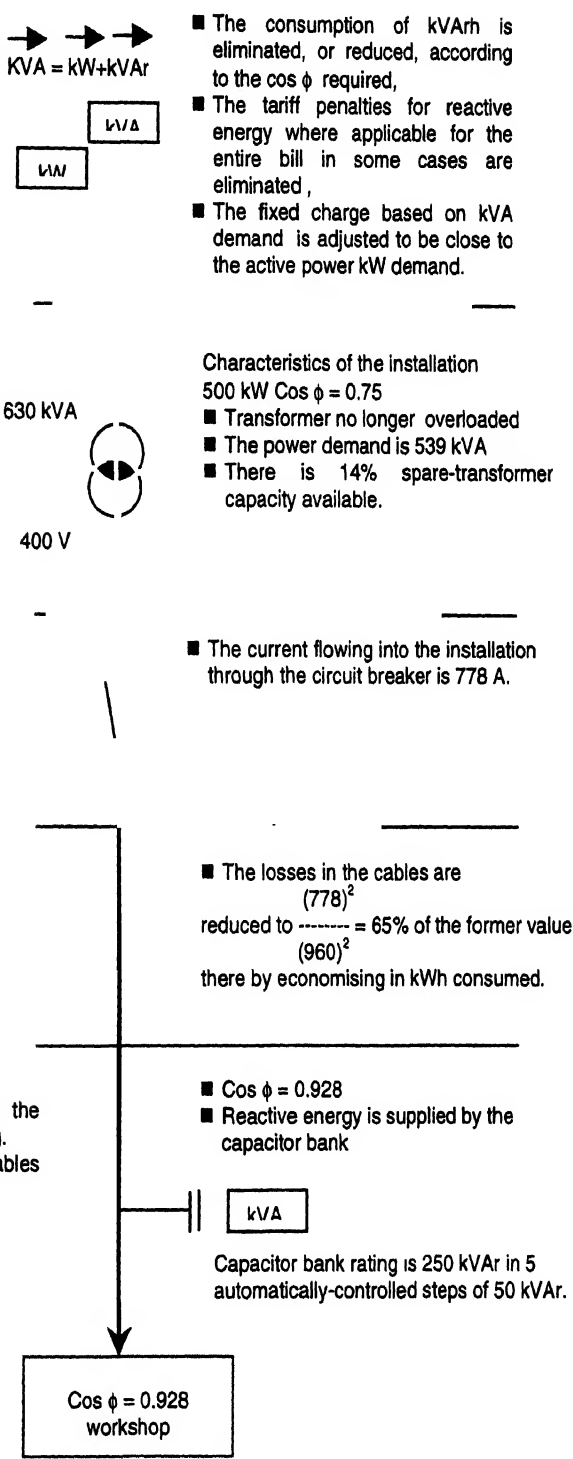 ■ The consumption of kVArh is
eliminated, or reduced, according
to the cos ϕ required,
■ The tariff penalties for reactive
energy where applicable for the
entire bill in some cases are
eliminated ,
■ The fixed charge based on kVA
demand is adjusted to be close to
the active power kW demand.
KVA = kW+kVAr
kVA
kW
Characteristics of the installation
500 kW Cos ϕ = 0.75
■ Transformer no longer overloaded
■ The power demand is 539 kVA
■ There is 14% spare-transformer
capacity available.
630 kVA
400 V
■ The current flowing into the installation
through the circuit breaker is 778 A.
■ The losses in the cables are
(778)²
reduced to -------- = 65% of the former value
(960)²
there by economising in kWh consumed.
■ Cos ϕ = 0.928
■ Reactive energy is supplied by the
capacitor bank
the
).
ables
kVA
Capacitor bank rating is 250 kVAr in 5
automatically-controlled steps of 50 kVAr.
Cos ϕ = 0.928
workshop